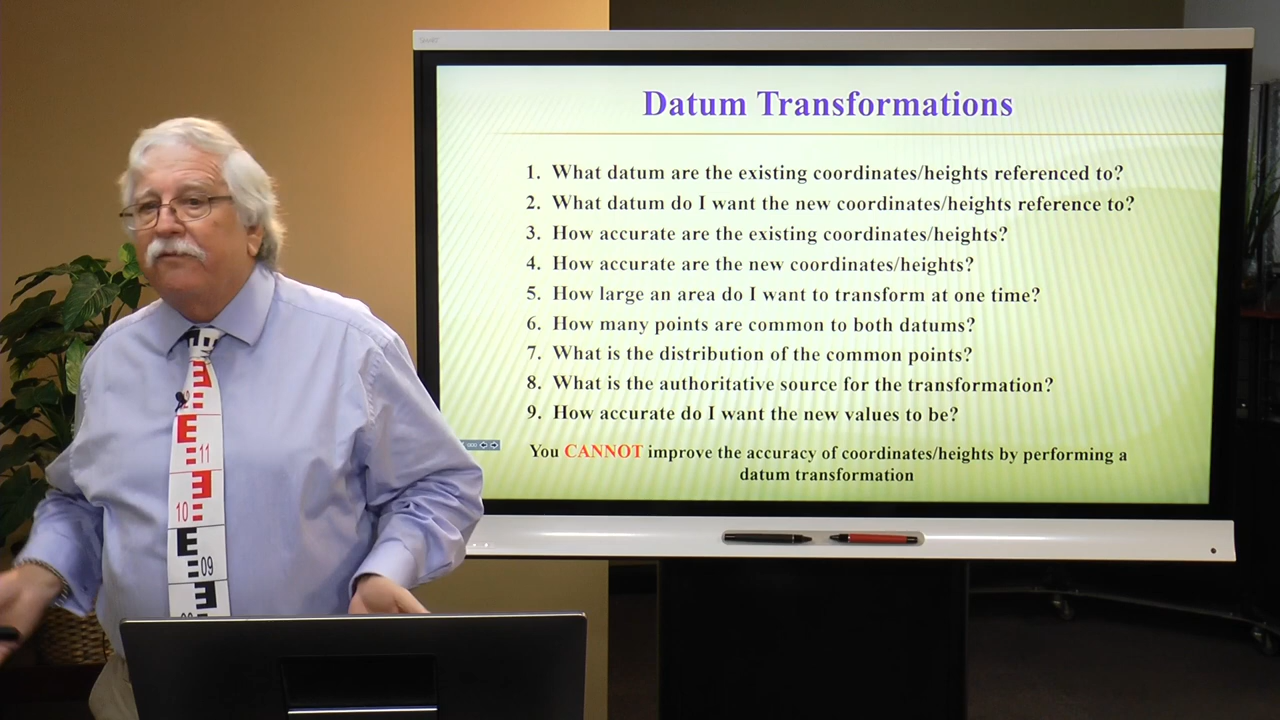 SMART
Datum Transformations
1. What datum are the existing coordinates/heights referenced to?
2. What datum do I want the new coordinates/heights reference to?
3. How accurate are the existing coordinates/heights?
4. How accurate are the new coordinates/heights?
5. How large an area do I want to transform at one time?
6. How many points are common to both datums?
7. What is the distribution of the common points?
8. What is the authoritative source for the transformation?
9. How accurate do I want the new values to be?
You CANNOT improve the accuracy of coordinates/heights by performing a
datum transformation
11
10
09